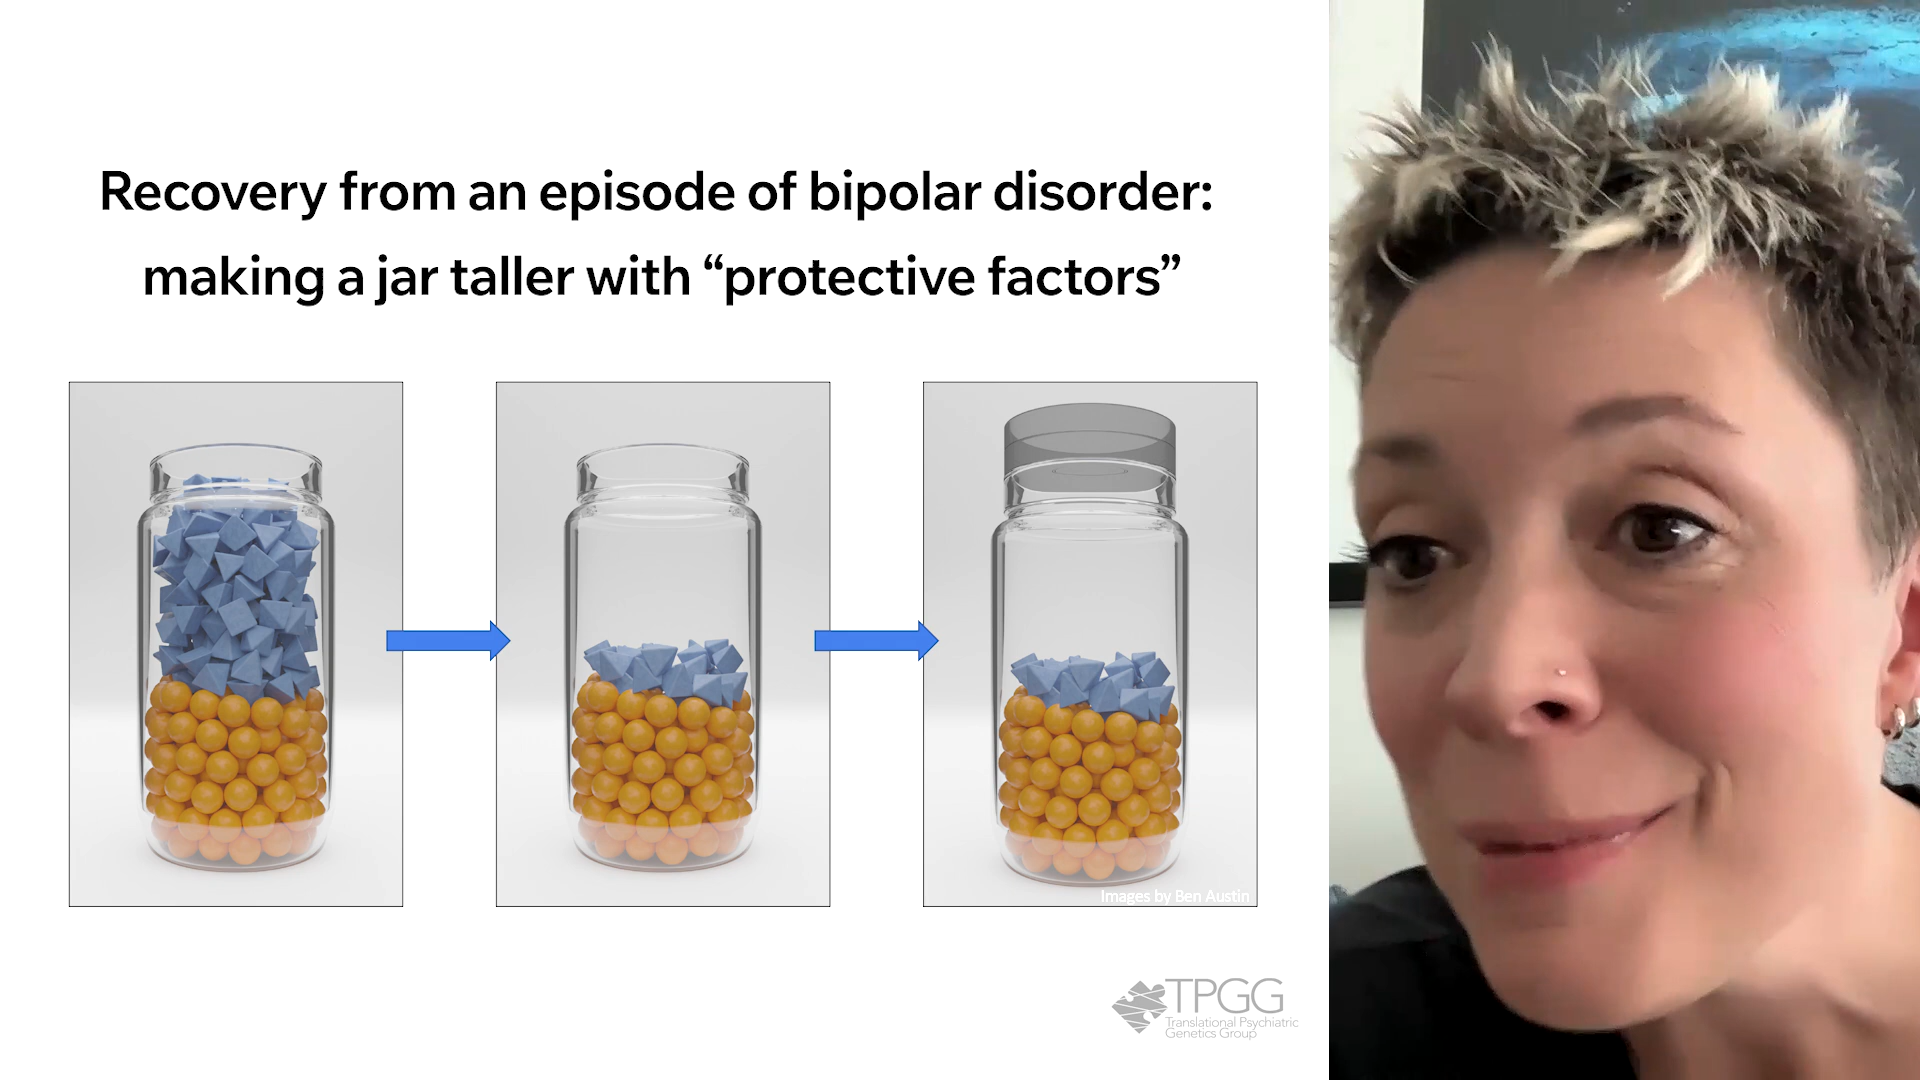 Recovery from an episode of bipolar disorder:
making a jar taller with “protective factors”
Images by Ben Austin
TPGG
Translational Psychiatric
Genetics Group